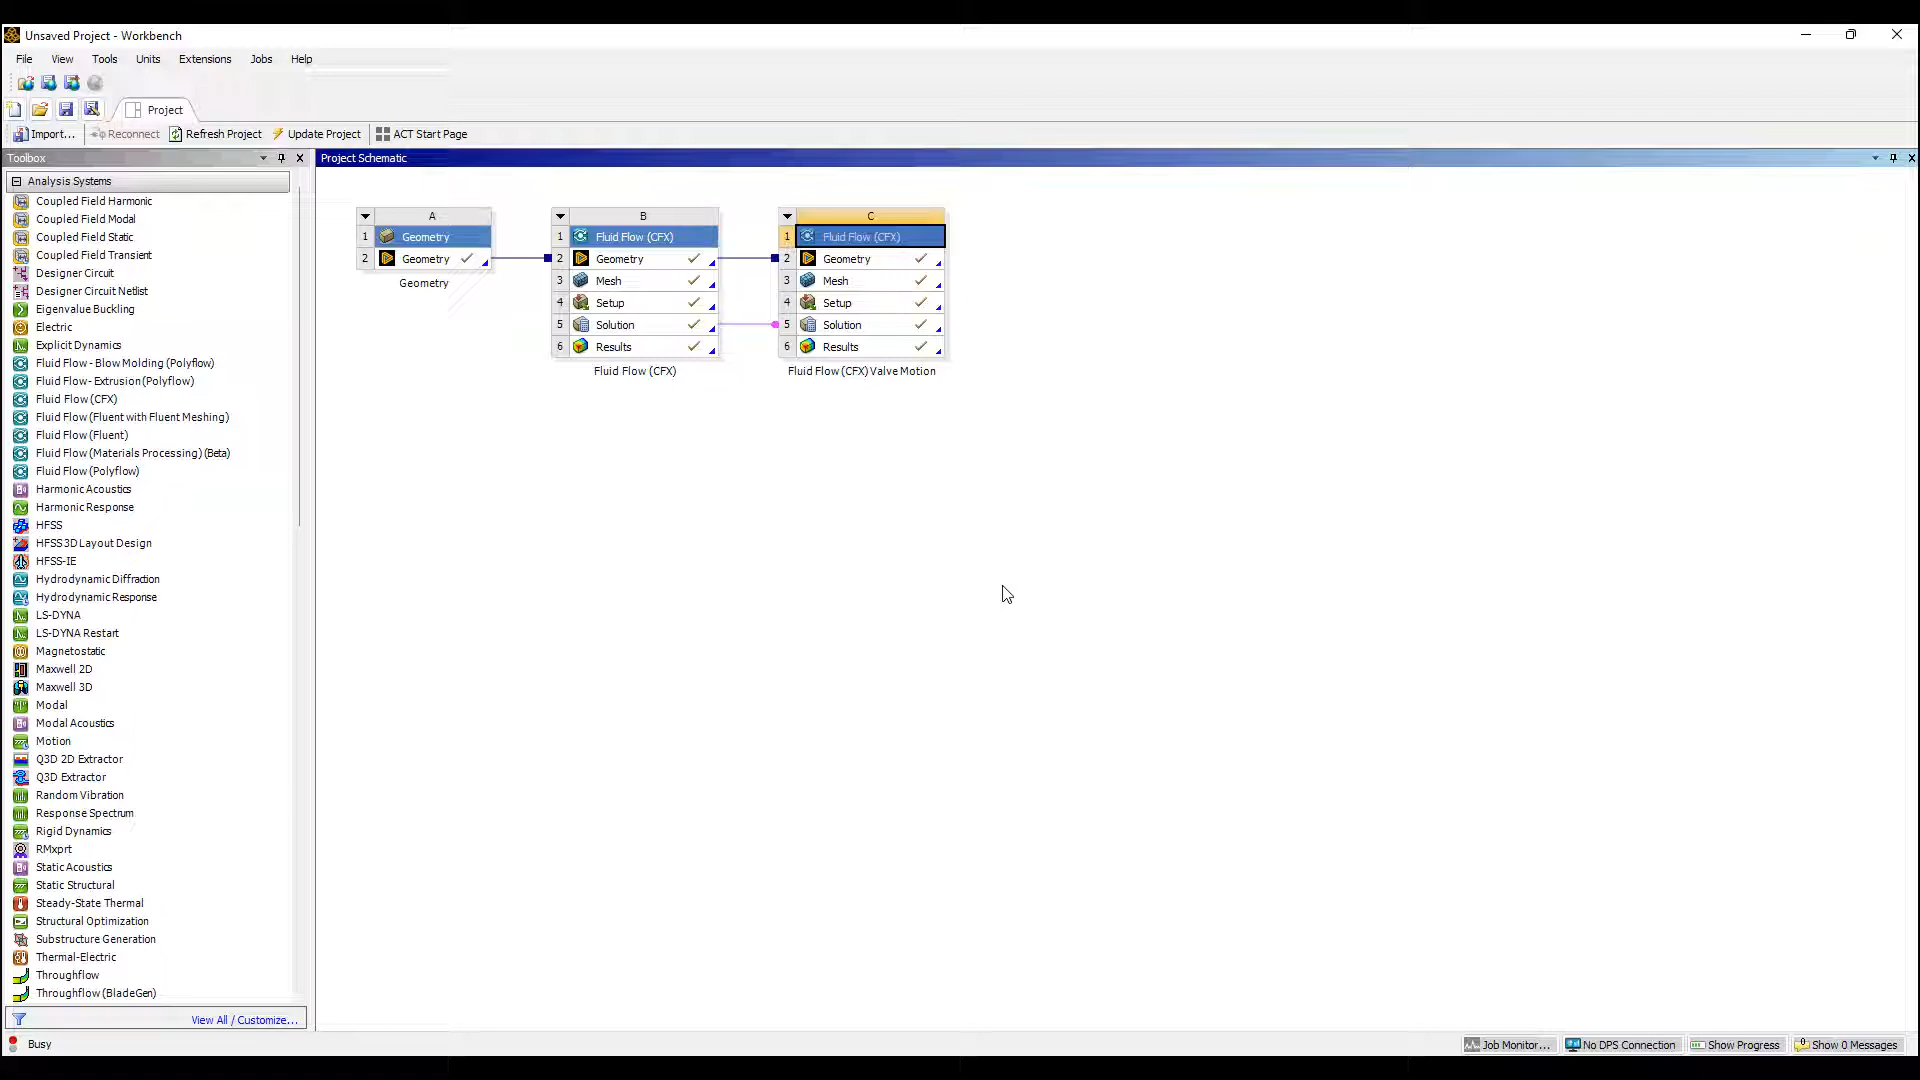 Unsaved Project - Workbench
File View Tools Units Extensions Jobs Help
Project
Import... Reconnect Refresh Project Update Project ACT Start Page
Toolbox
Project Schematic
Analysis Systems
Coupled Field Harmonic
Coupled Field Modal
Coupled Field Static
Coupled Field Transient
Designer Circuit
Designer Circuit Netlist
Eigenvalue Buckling
Electric
Explicit Dynamics
Fluid Flow - Blow Molding (Polyflow)
Fluid Flow- Extrusion (Polyflow)
Fluid Flow (CFX)
Fluid Flow (Fluent with Fluent Meshing)
Fluid Flow (Fluent)
Fluid Flow (Materials Processing) (Beta)
Fluid Flow (Polyflow)
Harmonic Acoustics
Harmonic Response
HFSS
HFSS 3D Layout Design
HFSS-IE
Hydrodynamic Diffraction
Hydrodynamic Response
LS-DYNA
LS-DYNA Restart
Magnetostatic
Maxwell 2D
Maxwell 3D
Modal
Modal Acoustics
Motion
Q3D 2D Extractor
Q3D Extractor
Random Vibration
Response Spectrum
Rigid Dynamics
RMxprt
Static Acoustics
Static Structural
Steady-State Thermal
Structural Optimization
Substructure Generation
Thermal-Electric
Throughflow
Throughflow (BladeGen)
View All / Customize...
A
1 Geometry
2 Geometry
Geometry
B
1 Fluid Flow (CFX)
2 Geometry
3 Mesh
4 Setup
5 Solution
6 Results
Fluid Flow (CFX)
C
1 Fluid Flow (CFX)
2 Geometry
3 Mesh
4 Setup
5 Solution
6 Results
Fluid Flow (CFX) Valve Motion
Busy
Job Monitor... No DPS Connection Show Progress Show 0 Messages